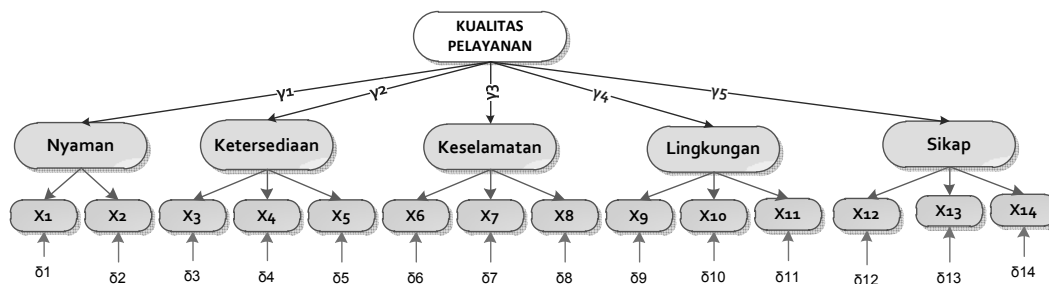 KUALITAS
PELAYANAN
γ1 γ2 γ3 γ4 γ5
Nyaman Ketersediaan Keselamatan Lingkungan Sikap
X1 X2 X3 X4 X5 X6 X7 X8 X9 X10 X11 X12 X13 X14
δ1 δ2 δ3 δ4 δ5 δ6 δ7 δ8 δ9 δ10 δ11 δ12 δ13 δ14